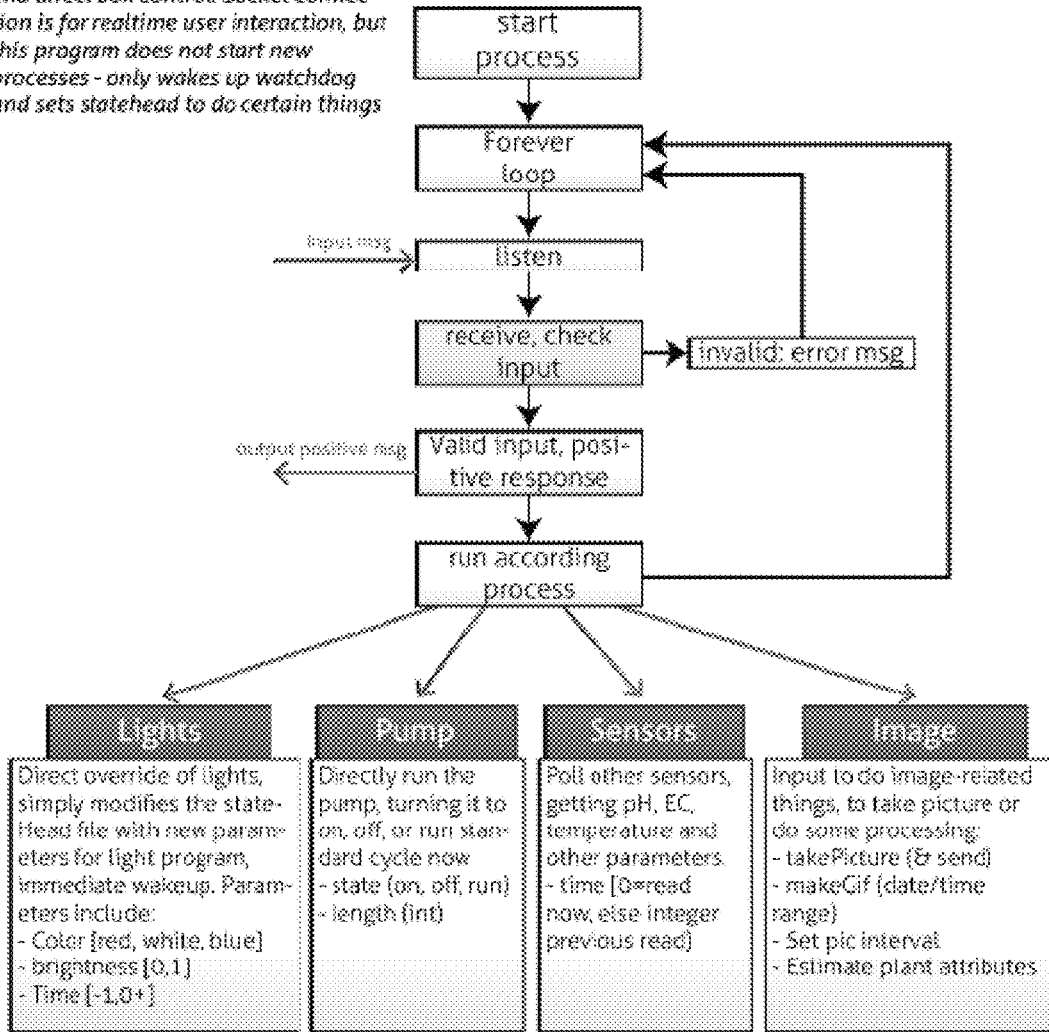 ion is for realtime user interaction, but
this program does not start new
processes - only wakes up watchdog
and sets statehead to do certain things
start
process
Forever
loop
input msg
listen
receive, check
input
invalid: error msg
output positive msg
Valid input, posi-
tive response
run according
process
Lights
Direct override of lights,
simply modifies the state-
Head file with new param-
eters for light program,
immediate wakeup. Param-
eters include:
- Color [red, white, blue]
- brightness [0,1]
- Time [-1,0+]
Pump
Directly run the
pump, turning it to
on, off, or run stan-
dard cycle now
- state (on, off, run)
- length (int)
Sensors
Poll other sensors,
getting pH, EC,
temperature and
other parameters.
- time [0=read
now, else integer
previous read)
Image
Input to do image-related
things, to take picture or
do some processing:
- takePicture (& send)
- makeGif (date/time
range)
- Set pic interval
- Estimate plant attributes